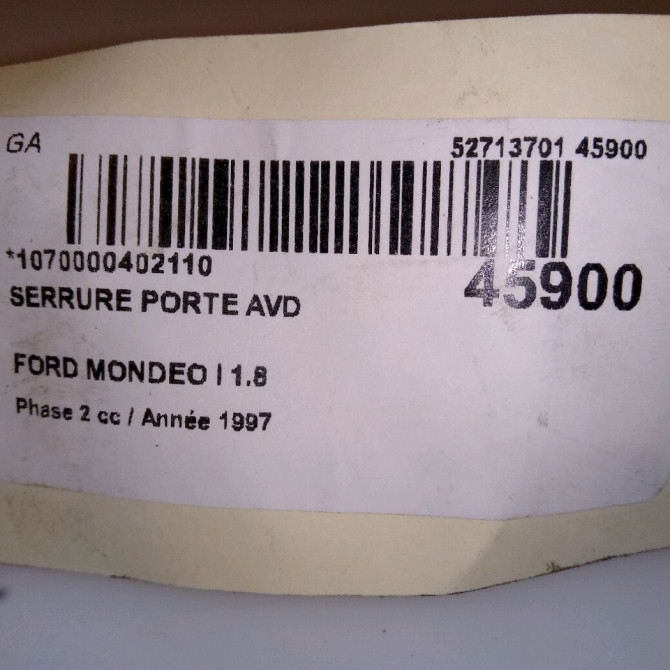 GA
52713701 45900
*1070000402110
45900
SERRURE PORTE AVD
FORD MONDEO I 1.8
Phase 2 cc / Année 1997